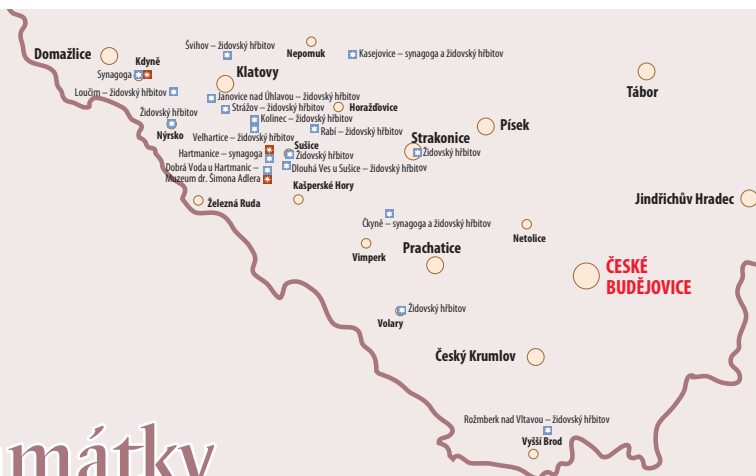 Švihov – židovský hřbitov
Nepomuk
Kasejovice – synagoga a židovský hřbitov
Domažlice
Kdyně
Synagoga
Klatovy
Tábor
Loučim – židovský hřbitov
Janovice nad Úhlavou – židovský hřbitov
Strážov – židovský hřbitov
Horažďovice
Židovský hřbitov
Nýrsko
Kolinec – židovský hřbitov
Rabí – židovský hřbitov
Písek
Velhartice – židovský hřbitov
Sušice
Židovský hřbitov
Strakonice
Židovský hřbitov
Hartmanice – synagoga
Dlouhá Ves u Sušice – židovský hřbitov
Dobrá Voda u Hartmanic –
Muzeum dr. Šimona Adlera
Kašperské Hory
Železná Ruda
Jindřichův Hradec
Čkyně – synagoga a židovský hřbitov
Netolice
Vimperk
Prachatice
ČESKÉ
BUDĚJOVICE
Židovský hřbitov
Volary
Český Krumlov
Rožmberk nad Vltavou – židovský hřbitov
Vyšší Brod
mátky